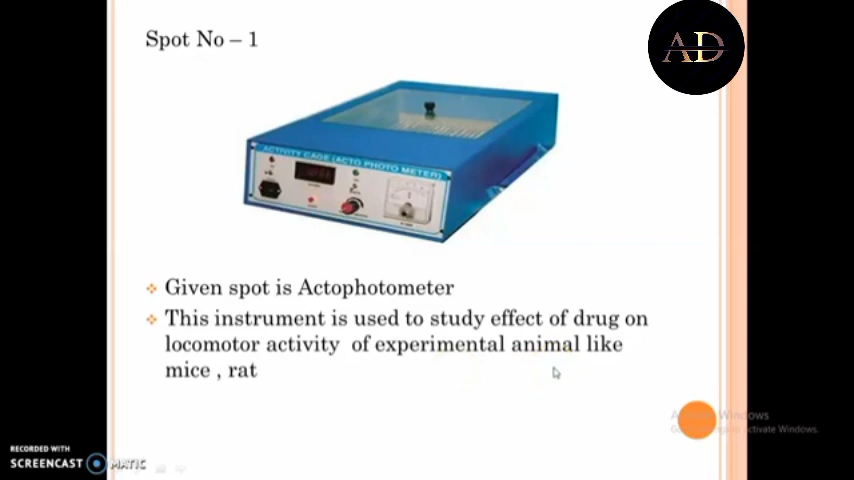 Spot No – 1
AD
ACTIVITY CAGE (ACTO PHOTO METER)
❖ Given spot is Actophotometer
❖ This instrument is used to study effect of drug on
locomotor activity of experimental animal like
mice , rat
RECORDED WITH
SCREENCAST MATIC